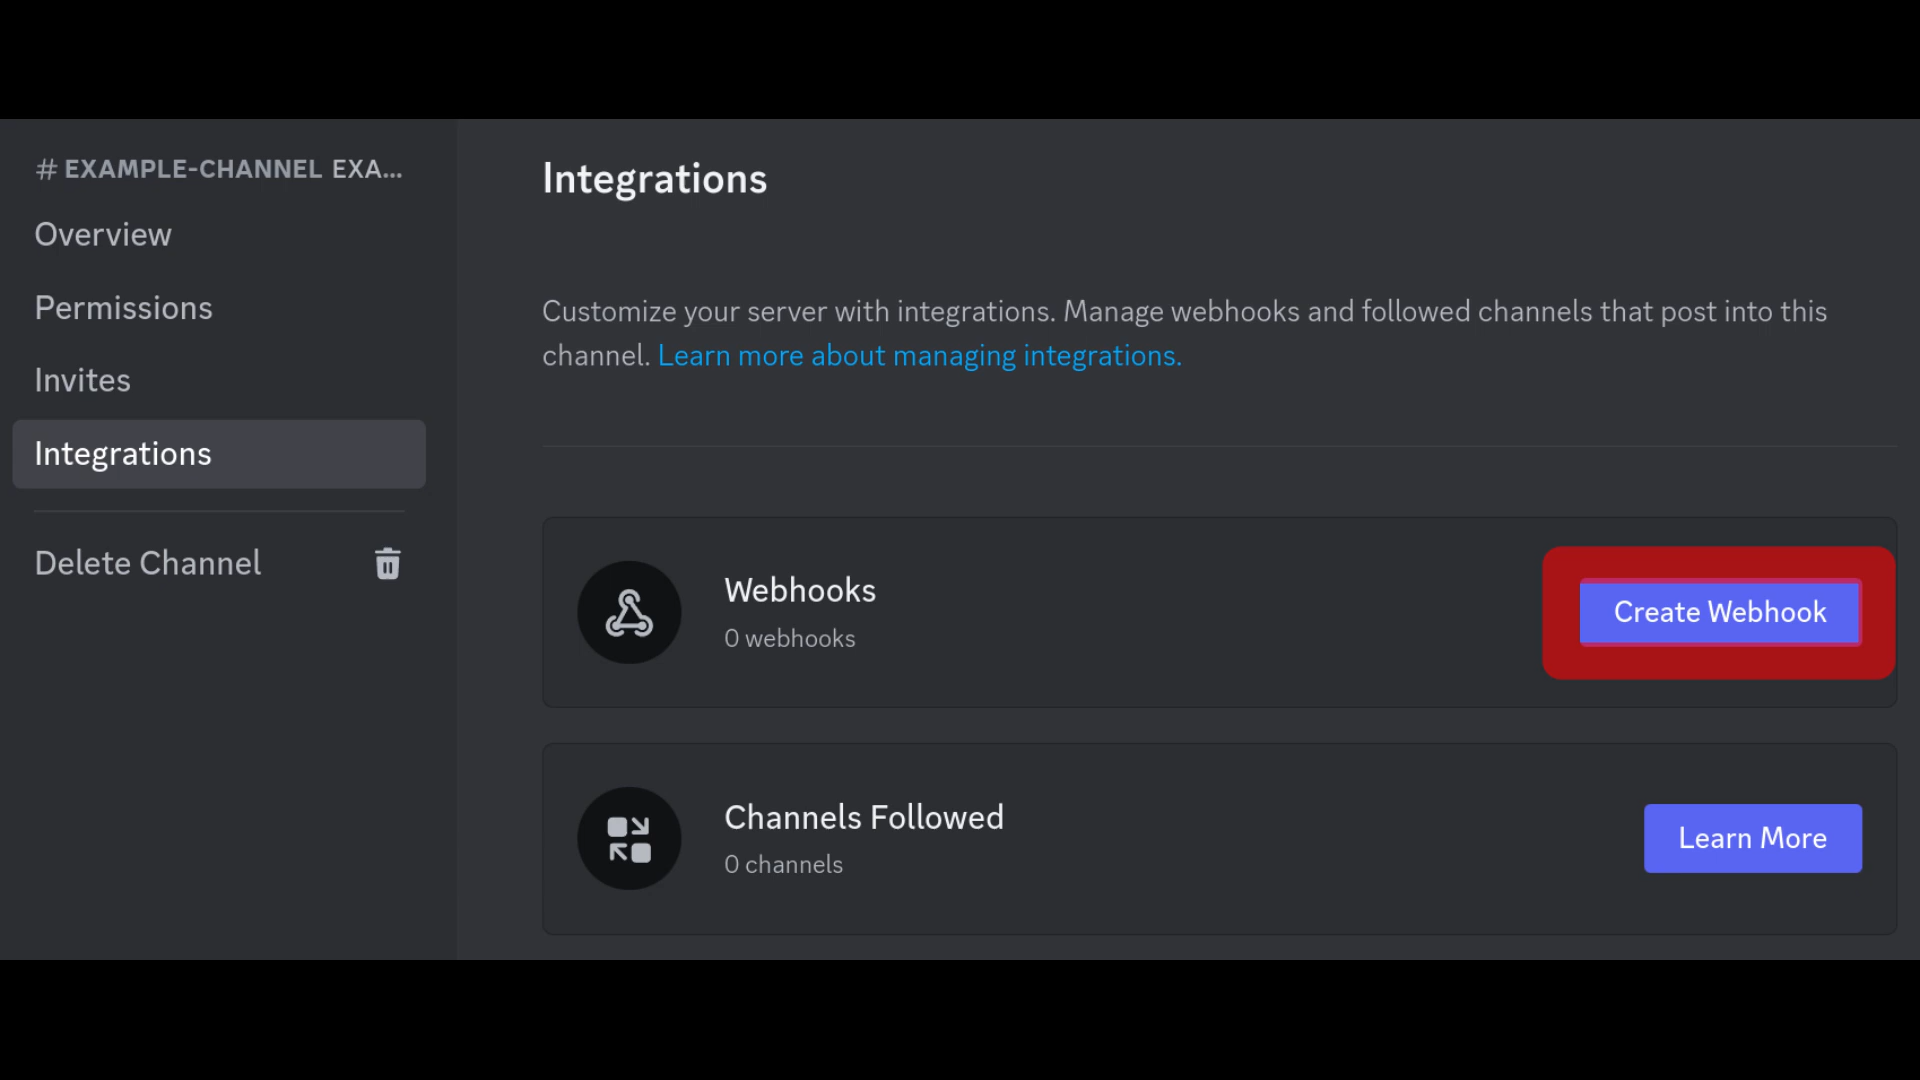 # EXAMPLE-CHANNEL EXA...
Overview
Permissions
Invites
Integrations
Delete Channel
Integrations
Customize your server with integrations. Manage webhooks and followed channels that post into this
channel. Learn more about managing integrations.
Webhooks
0 webhooks
Create Webhook
Channels Followed
0 channels
Learn More